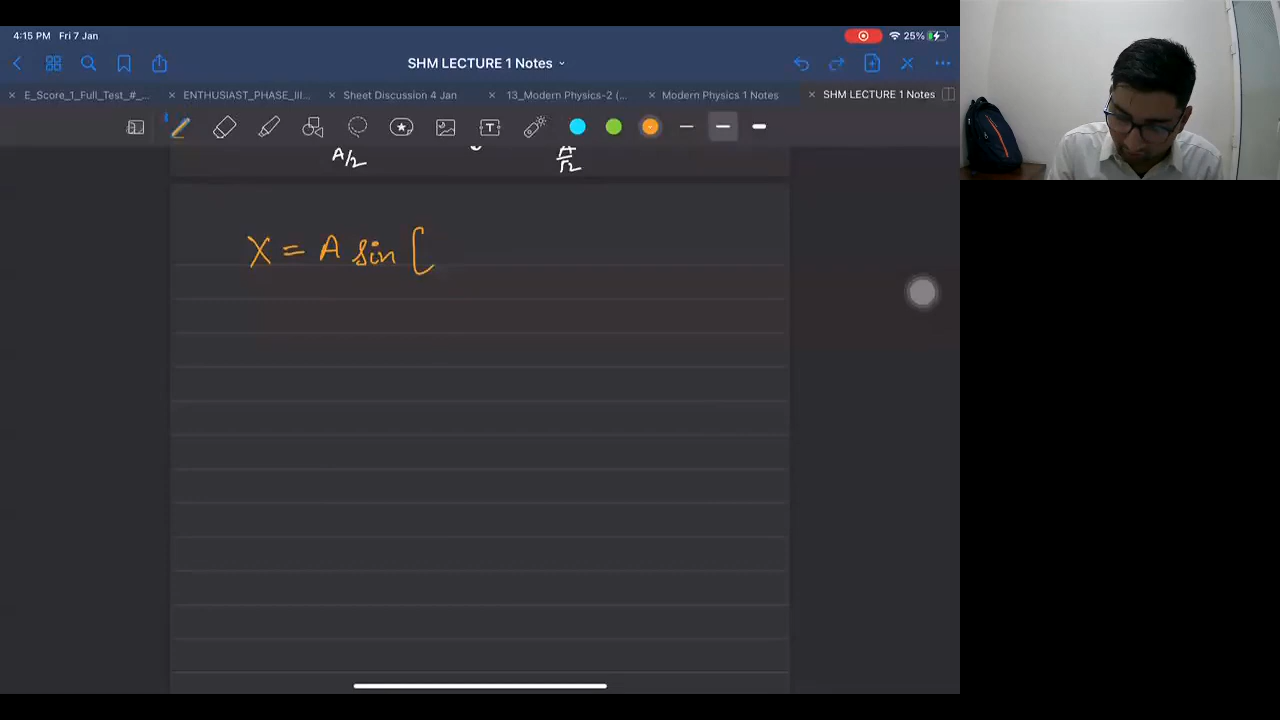 4:15 PM Fri 7 Jan
25%
SHM LECTURE 1 Notes
E_Score_1_Full_Test_#_...
ENTHUSIAST_PHASE_III...
Sheet Discussion 4 Jan
13_Modern Physics-2 (...
Modern Physics 1 Notes
SHM LECTURE 1 Notes
A/2
A/√2
X = A sin [